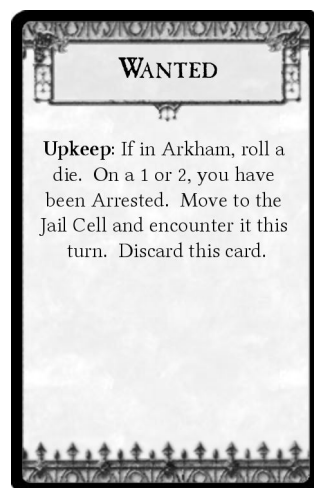 WANTED
Upkeep: If in Arkham, roll a
die. On a 1 or 2, you have
been Arrested. Move to the
Jail Cell and encounter it this
turn. Discard this card.